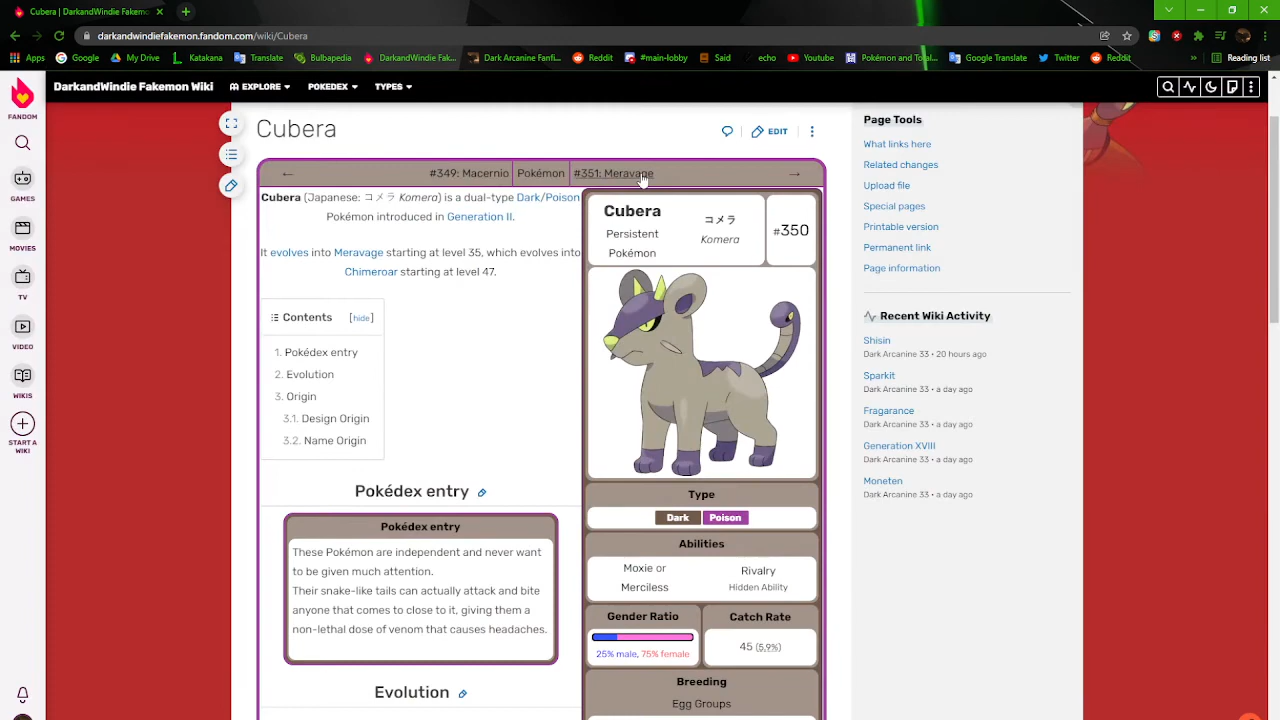 Cubera | DarkandWindie Fakemon
darkandwindiefakemon.fandom.com/wiki/Cubera
Apps Google My Drive Katakana Translate Bulbapedia DarkandWindie Fak... Dark Arcanine Fanfi... Reddit #main-lobby Said echo YouTube Pokémon and Total... Google Translate Twitter Reddit » Reading list
FANDOM
GAMES
MOVIES
TV
VIDEO
WIKIS
START A
WIKI
DarkandWindie Fakemon Wiki EXPLORE POKEDEX TYPES
Cubera
EDIT
← #349: Macernio Pokémon #351: Meravage →
Cubera (Japanese: コメラ Komera) is a dual-type Dark/Poison
Pokémon introduced in Generation II.
It evolves into Meravage starting at level 35, which evolves into
Chimeroar starting at level 47.
Contents [hide]
1. Pokédex entry
2. Evolution
3. Origin
3.1. Design Origin
3.2. Name Origin
Pokédex entry
Pokédex entry
These Pokémon are independent and never want
to be given much attention.
Their snake-like tails can actually attack and bite
anyone that comes to close to it, giving them a
non-lethal dose of venom that causes headaches.
Evolution
Cubera
Persistent
Pokémon
コメラ
Komera
#350
Type
Dark Poison
Abilities
Moxie or
Merciless
Rivalry
Hidden Ability
Gender Ratio
25% male, 75% female
Catch Rate
45 (5.9%)
Breeding
Egg Groups
Page Tools
What links here
Related changes
Upload file
Special pages
Printable version
Permanent link
Page information
Recent Wiki Activity
Shisin
Dark Arcanine 33 • 20 hours ago
Sparkit
Dark Arcanine 33 • a day ago
Fragarance
Dark Arcanine 33 • a day ago
Generation XVIII
Dark Arcanine 33 • a day ago
Moneten
Dark Arcanine 33 • a day ago